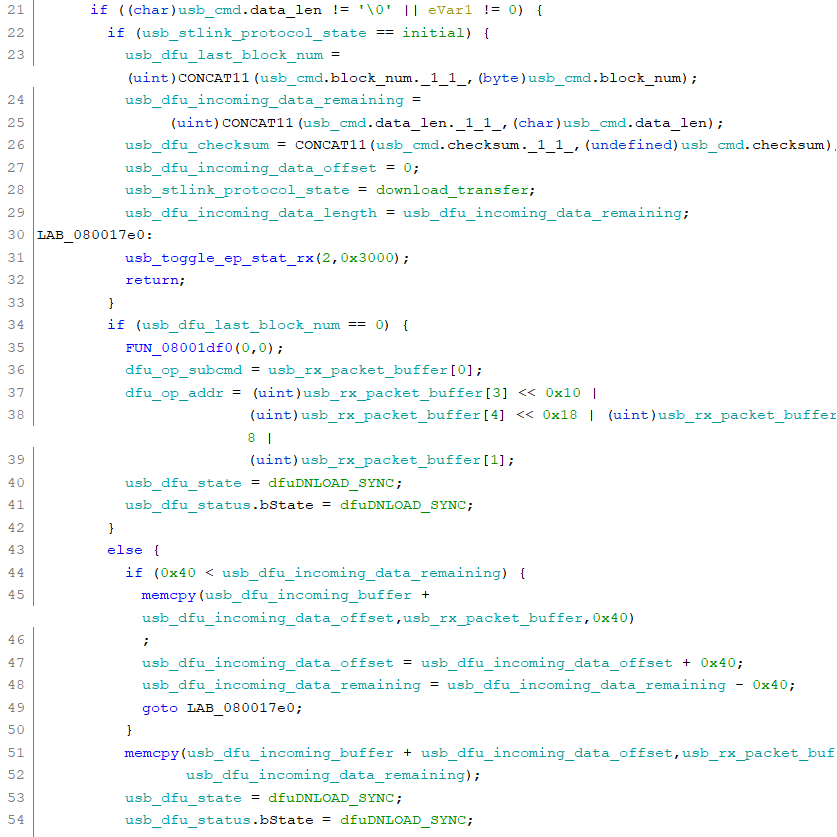 21 if ((char)usb_cmd.data_len != '\0' || eVar1 != 0) {
22 if (usb_stlink_protocol_state == initial) {
23 usb_dfu_last_block_num =
(uint)CONCAT11(usb_cmd.block_num._1_1_,(byte)usb_cmd.block_num);
24 usb_dfu_incoming_data_remaining =
25 (uint)CONCAT11(usb_cmd.data_len._1_1_,(char)usb_cmd.data_len);
26 usb_dfu_checksum = CONCAT11(usb_cmd.checksum._1_1_,(undefined)usb_cmd.checksum)
27 usb_dfu_incoming_data_offset = 0;
28 usb_stlink_protocol_state = download_transfer;
29 usb_dfu_incoming_data_length = usb_dfu_incoming_data_remaining;
30 LAB_080017e0:
31 usb_toggle_ep_stat_rx(2,0x3000);
32 return;
33 }
34 if (usb_dfu_last_block_num == 0) {
35 FUN_08001df0(0,0);
36 dfu_op_subcmd = usb_rx_packet_buffer[0];
37 dfu_op_addr = (uint)usb_rx_packet_buffer[3] << 0x10 |
38 (uint)usb_rx_packet_buffer[4] << 0x18 | (uint)usb_rx_packet_buffer
8 |
39 (uint)usb_rx_packet_buffer[1];
40 usb_dfu_state = dfuDNLOAD_SYNC;
41 usb_dfu_status.bState = dfuDNLOAD_SYNC;
42 }
43 else {
44 if (0x40 < usb_dfu_incoming_data_remaining) {
45 memcpy(usb_dfu_incoming_buffer +
usb_dfu_incoming_data_offset,usb_rx_packet_buffer,0x40)
46 ;
47 usb_dfu_incoming_data_offset = usb_dfu_incoming_data_offset + 0x40;
48 usb_dfu_incoming_data_remaining = usb_dfu_incoming_data_remaining - 0x40;
49 goto LAB_080017e0;
50 }
51 memcpy(usb_dfu_incoming_buffer + usb_dfu_incoming_data_offset,usb_rx_packet_buf
52 usb_dfu_incoming_data_remaining);
53 usb_dfu_state = dfuDNLOAD_SYNC;
54 usb_dfu_status.bState = dfuDNLOAD_SYNC;